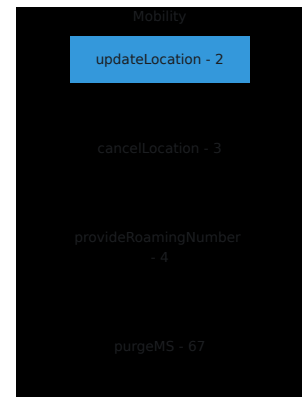 Mobility
updateLocation - 2
cancelLocation - 3
provideRoamingNumber
- 4
purgeMS - 67